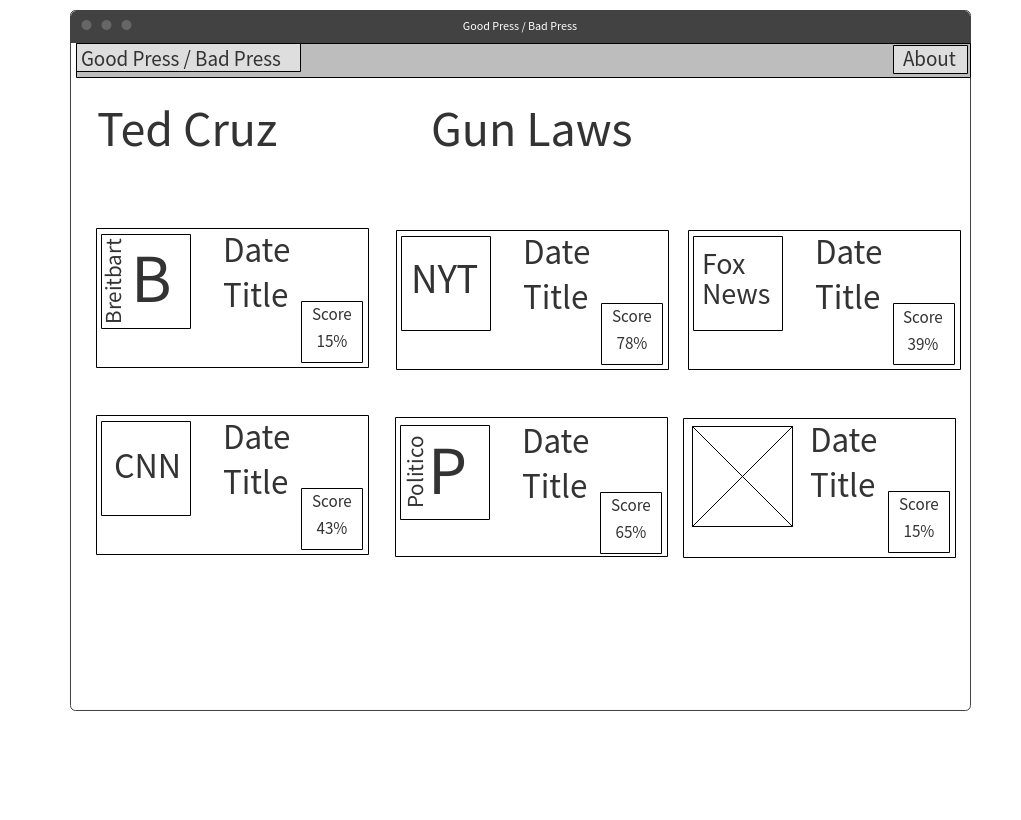 Good Press / Bad Press
Good Press / Bad Press
About
Ted Cruz
Gun Laws
Breitbart
B
Date
Title
Score
15%
NYT
Date
Title
Score
78%
Fox
News
Date
Title
Score
39%
CNN
Date
Title
Score
43%
Politico
P
Date
Title
Score
65%
Date
Title
Score
15%